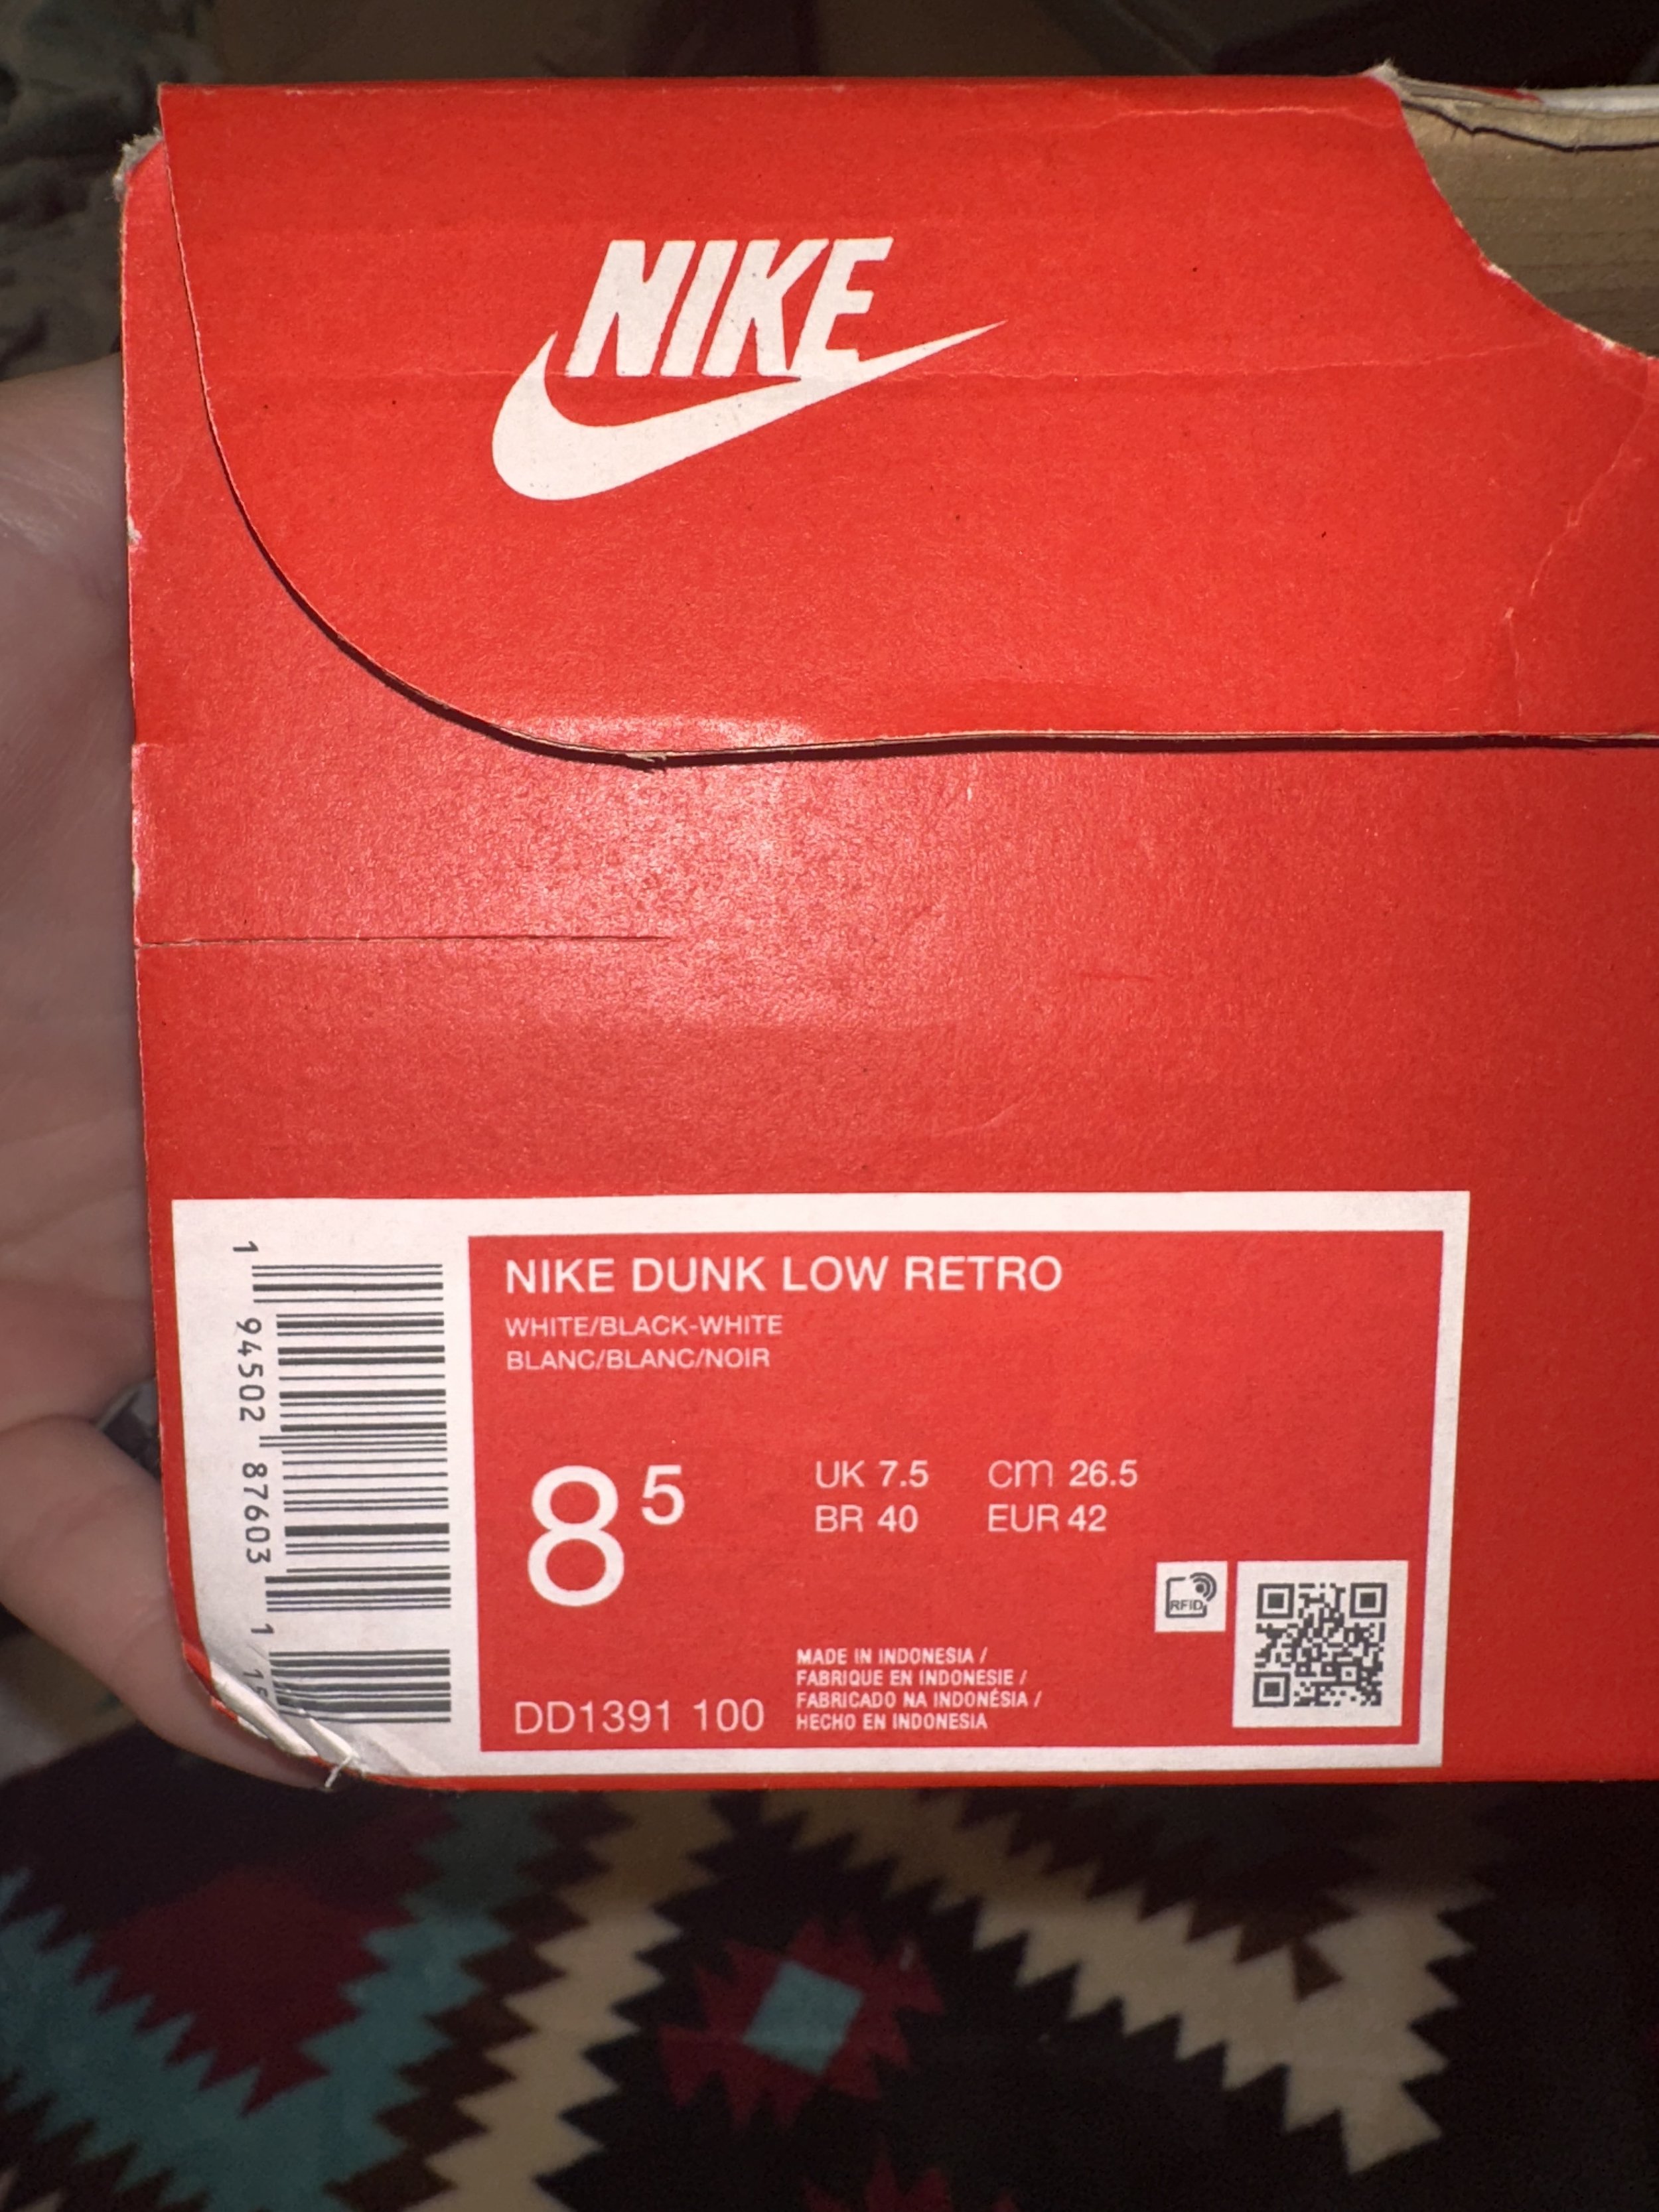 NIKE
NIKE DUNK LOW RETRO
WHITE/BLACK-WHITE
BLANC/BLANC/NOIR
8 5
UK 7.5 cm 26.5
BR 40 EUR 42
RFID
MADE IN INDONESIA /
FABRIQUE EN INDONESIE /
FABRICADO NA INDONÉSIA /
HECHO EN INDONESIA
DD1391 100
1 94502 87603 1